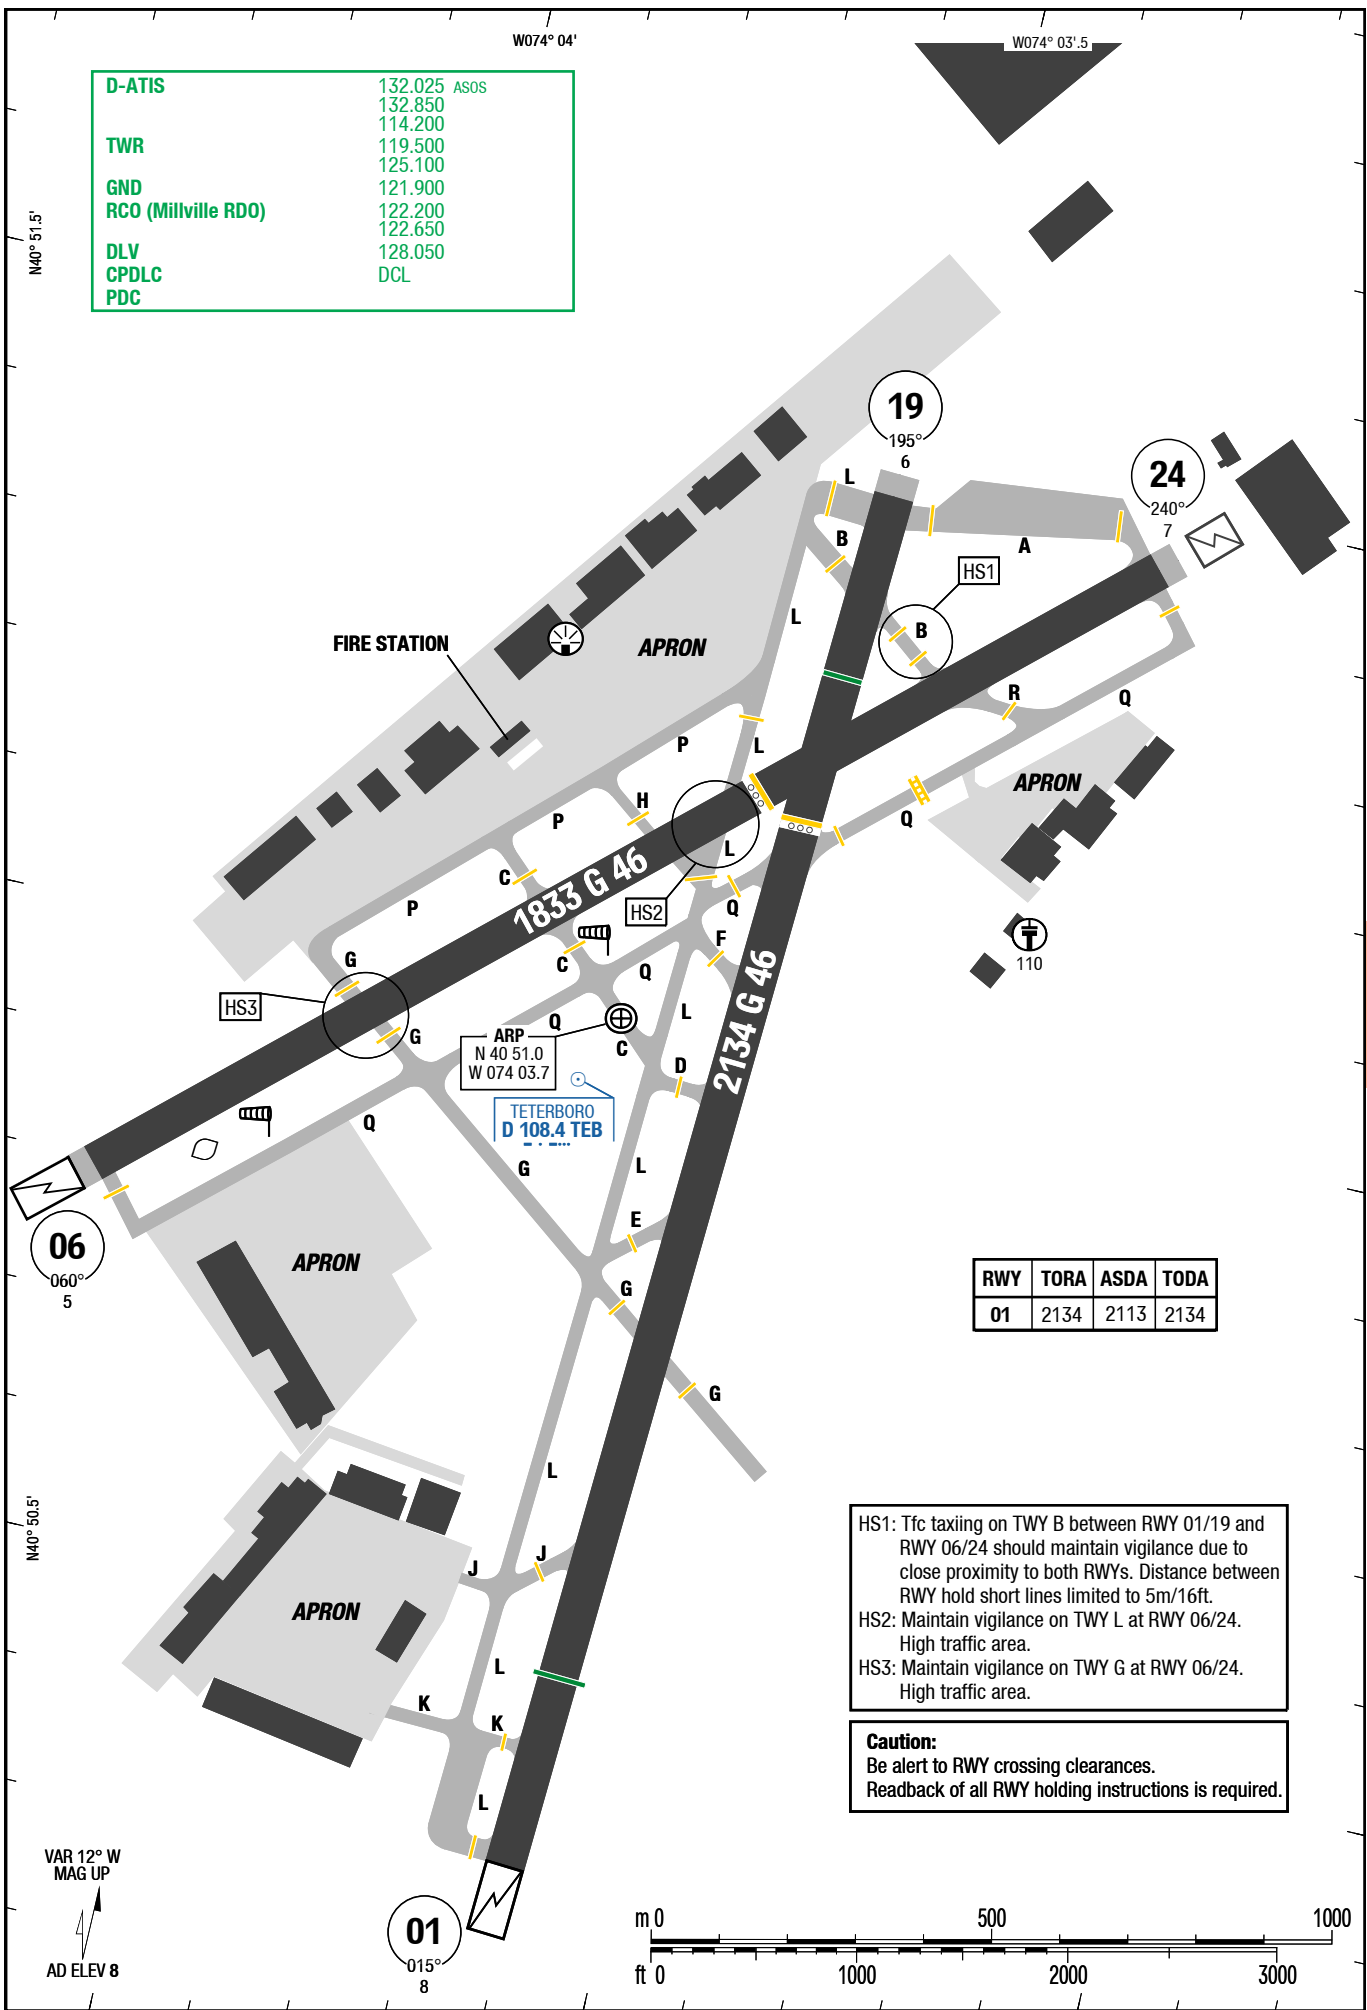 W074° 04'
W074° 03'.5
D-ATIS 132.025 ASOS
132.850
114.200
TWR 119.500
125.100
GND 121.900
RCO (Millville RDO) 122.200
122.650
DLV 128.050
CPDLC DCL
PDC
N40° 51.5'
19
195°
6
24
240°
7
L
B
A
HS1
L
B
FIRE STATION
APRON
R
Q
P
L
APRON
H
P
Q
L
C
1833 G 46
P
HS2
Q
F
C
G
Q
110
HS3
L
2134 G 46
G
Q
C
ARP
N 40 51.0
W 074 03.7
D
TETERBORO
D 108.4 TEB
Q
G
L
E
06
060°
5
APRON
G
RWY TORA ASDA TODA
01 2134 2113 2134
G
L
N40° 50.5'
J
J
APRON
HS1: Tfc taxiing on TWY B between RWY 01/19 and
RWY 06/24 should maintain vigilance due to
close proximity to both RWYs. Distance between
RWY hold short lines limited to 5m/16ft.
HS2: Maintain vigilance on TWY L at RWY 06/24.
High traffic area.
HS3: Maintain vigilance on TWY G at RWY 06/24.
High traffic area.
L
K
K
L
Caution:
Be alert to RWY crossing clearances.
Readback of all RWY holding instructions is required.
VAR 12° W
MAG UP
AD ELEV 8
01
015°
8
m 0 500 1000
ft 0 1000 2000 3000